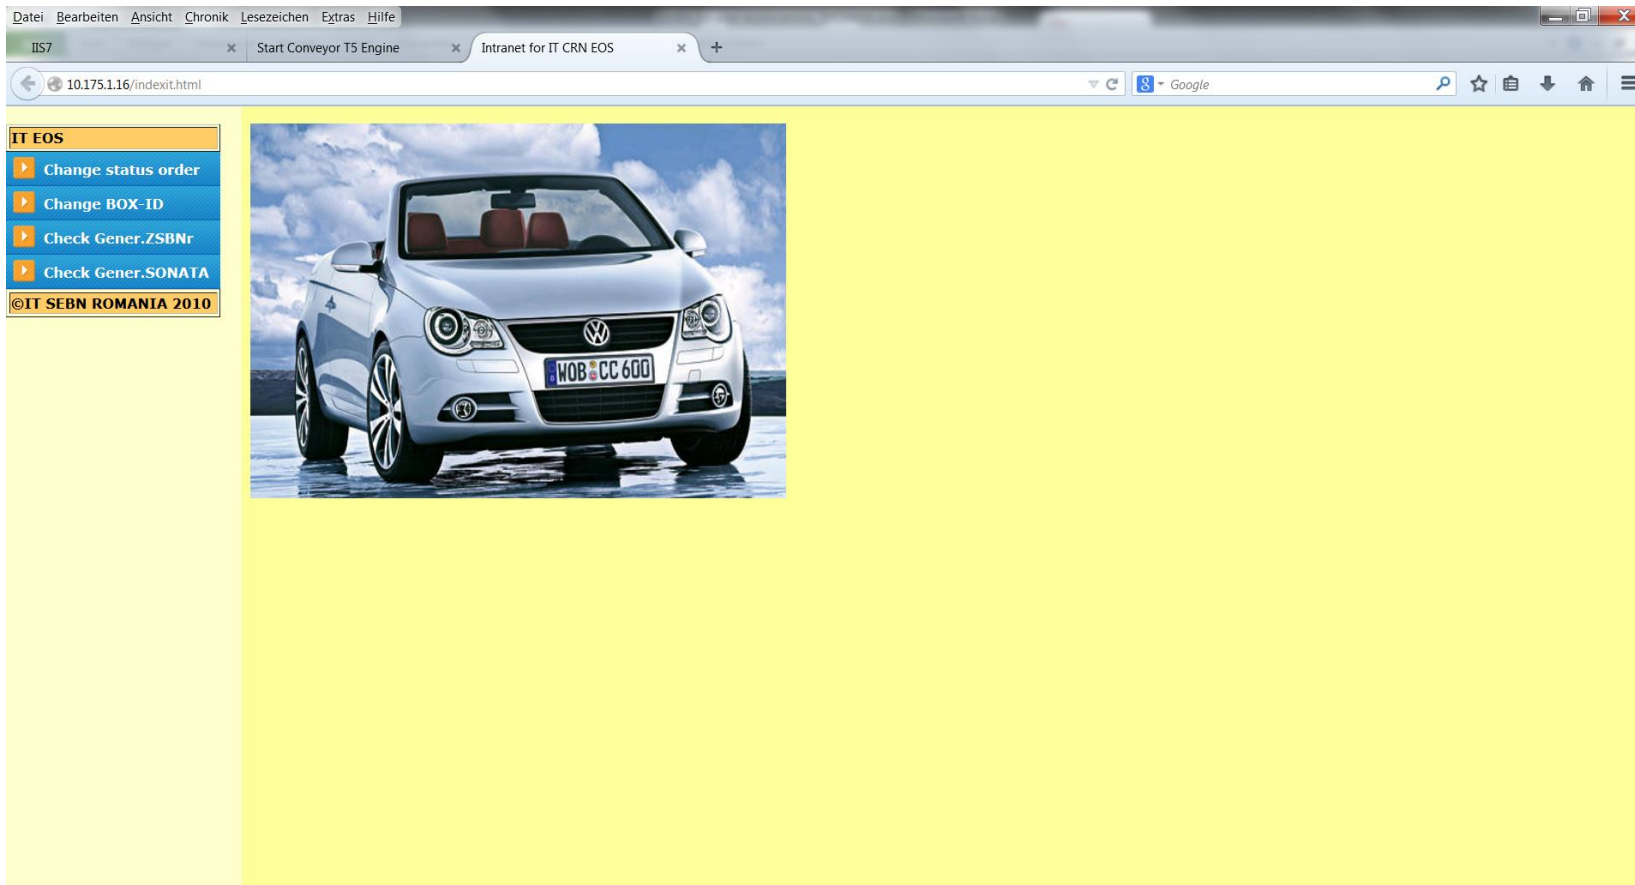 Datei Bearbeiten Ansicht Chronik Lesezeichen Extras Hilfe
IIS7
Start Conveyor T5 Engine
Intranet for IT CRN EOS
10.175.1.16/indexit.html
8
Google
IT EOS
Change status order
Change BOX-ID
Check Gener.ZSBNr
Check Gener.SONATA
©IT SEBN ROMANIA 2010
WOB CC 600